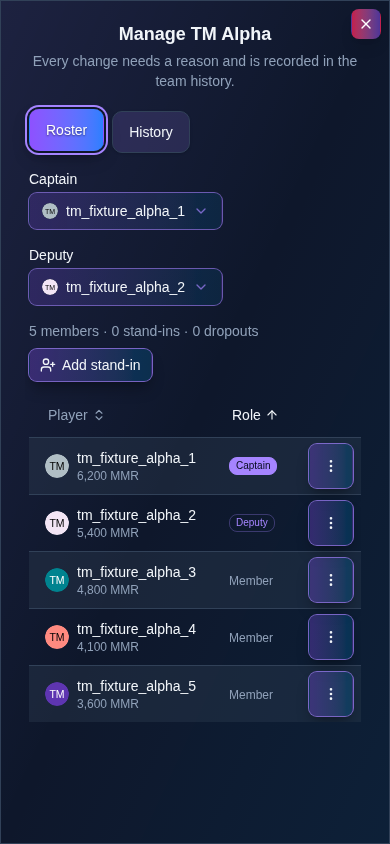 Manage TM Alpha
Every change needs a reason and is recorded in the
team history.
Roster
History
Captain
TM tm_fixture_alpha_1
Deputy
TM tm_fixture_alpha_2
5 members · 0 stand-ins · 0 dropouts
Add stand-in
Player Role
TM tm_fixture_alpha_1 Captain
6,200 MMR
TM tm_fixture_alpha_2 Deputy
5,400 MMR
TM tm_fixture_alpha_3 Member
4,800 MMR
TM tm_fixture_alpha_4 Member
4,100 MMR
TM tm_fixture_alpha_5 Member
3,600 MMR